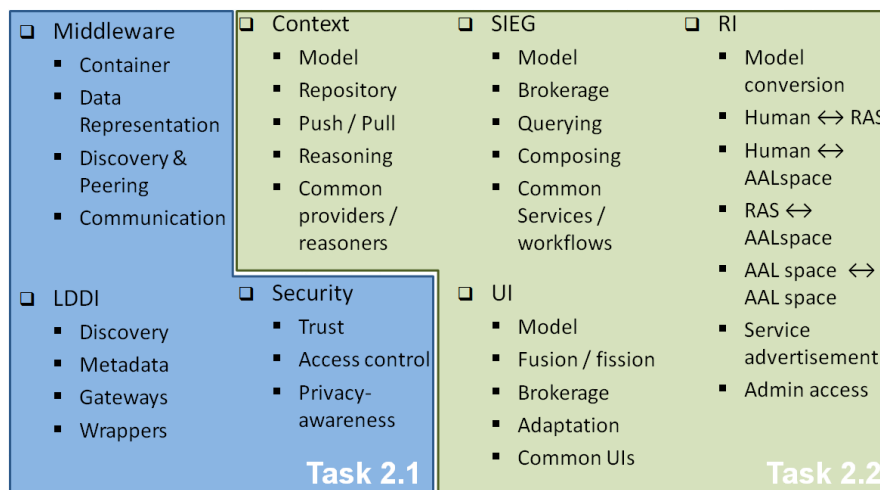 Middleware
Container
Data
Representation
Discovery &
Peering
Communication
Context
Model
Repository
Push / Pull
Reasoning
Common
providers /
reasoners
SIEG
Model
Brokerage
Querying
Composing
Common
Services /
workflows
RI
Model
conversion
Human ↔ RAS
Human ↔
AALspace
RAS ↔
AALspace
AAL space ↔
AAL space
Service
advertisement
Admin access
LDDI
Discovery
Metadata
Gateways
Wrappers
Security
Trust
Access control
Privacy-
awareness
UI
Model
Fusion / fission
Brokerage
Adaptation
Common UIs
Task 2.1
Task 2.2